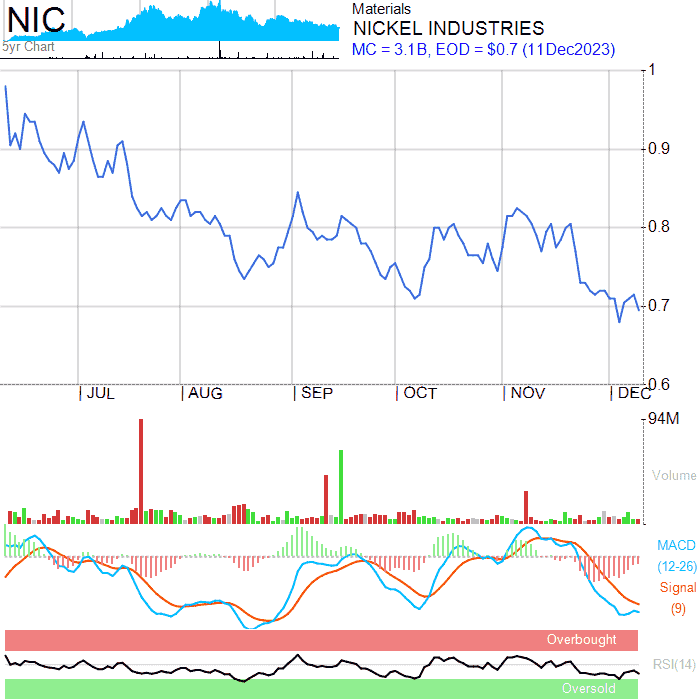 NIC
5yr Chart
Materials
NICKEL INDUSTRIES
MC = 3.1B, EOD = $0.7 (11Dec2023)
1
0.9
0.8
0.7
0.6
JUL AUG SEP OCT NOV DEC
94M
Volume
MACD
(12-26)
Signal
(9)
Overbought
RSI(14)
Oversold